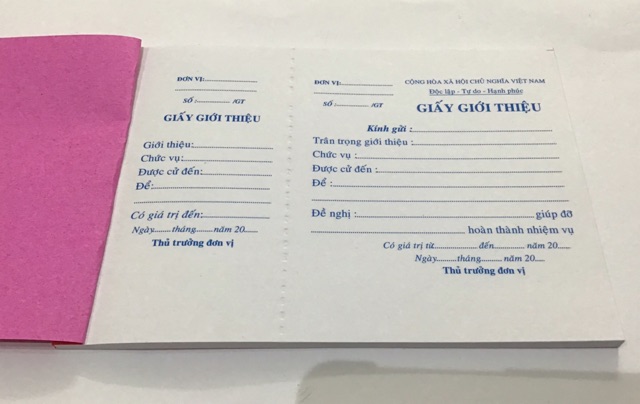 ĐƠN VỊ:....................
..............................
SỐ :............... /GT
GIẤY GIỚI THIỆU
Giới thiệu:..............................
Chức vụ:..............................
Được cử đến:..............................
Để:..............................
..............................
Có giá trị đến:..............................
Ngày........tháng........năm 20.....
Thủ trưởng đơn vị
ĐƠN VỊ:....................
..............................
SỐ :............... /GT
CỘNG HÒA XÃ HỘI CHỦ NGHĨA VIỆT NAM
Độc lập - Tự do - Hạnh phúc
GIẤY GIỚI THIỆU
Kính gửi :..............................
Trân trọng giới thiệu :..............................
Chức vụ :..............................
Được cử đến :..............................
Để :..............................
..............................
Đề nghị :..............................giúp đỡ
..............................hoàn thành nhiệm vụ
Có giá trị từ..............đến........... năm 20.....
Ngày........tháng........ năm 20.....
Thủ trưởng đơn vị